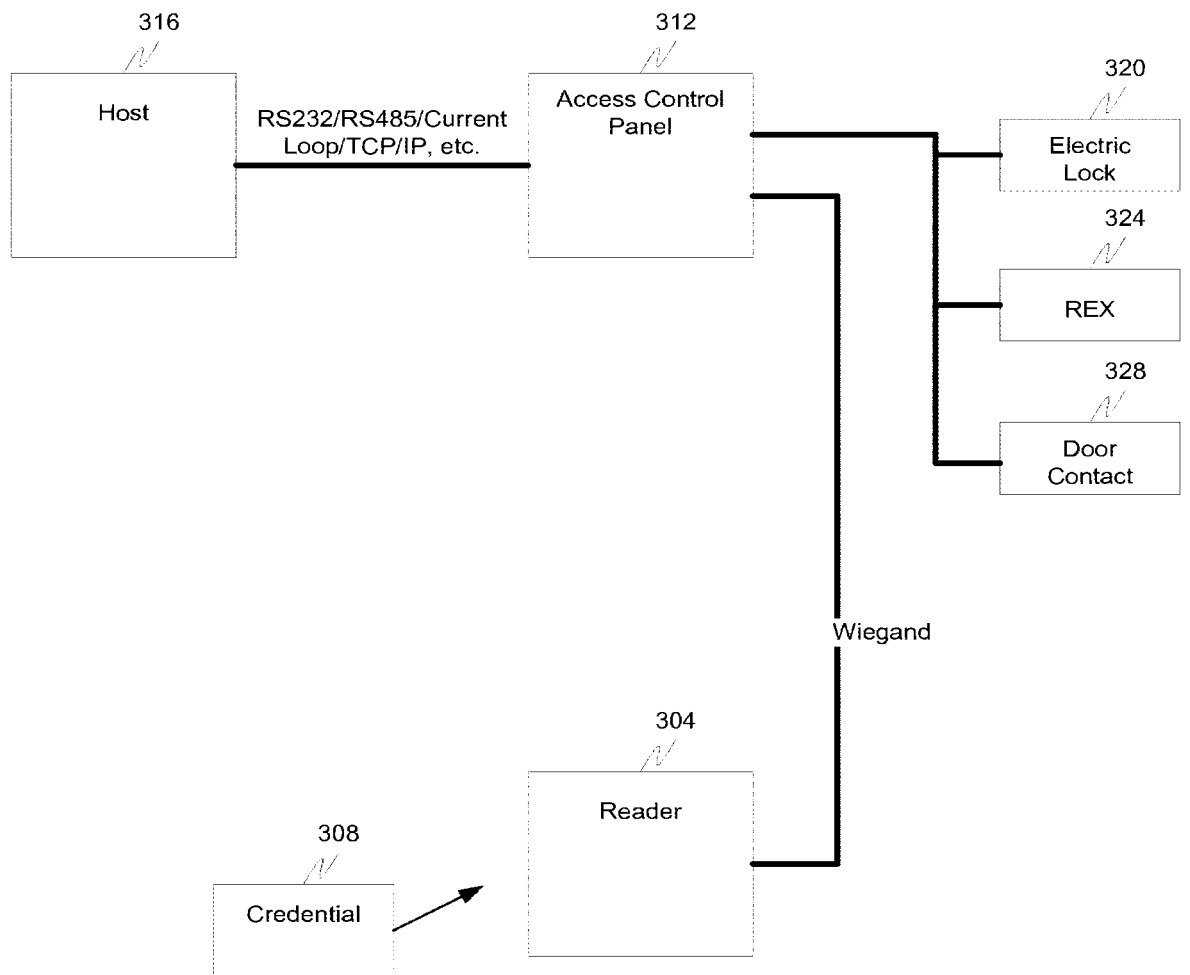 316
312
320
Host
RS232/RS485/Current
Loop/TCP/IP, etc.
Access Control
Panel
Electric
Lock
324
REX
328
Door
Contact
Wiegand
304
Reader
308
Credential